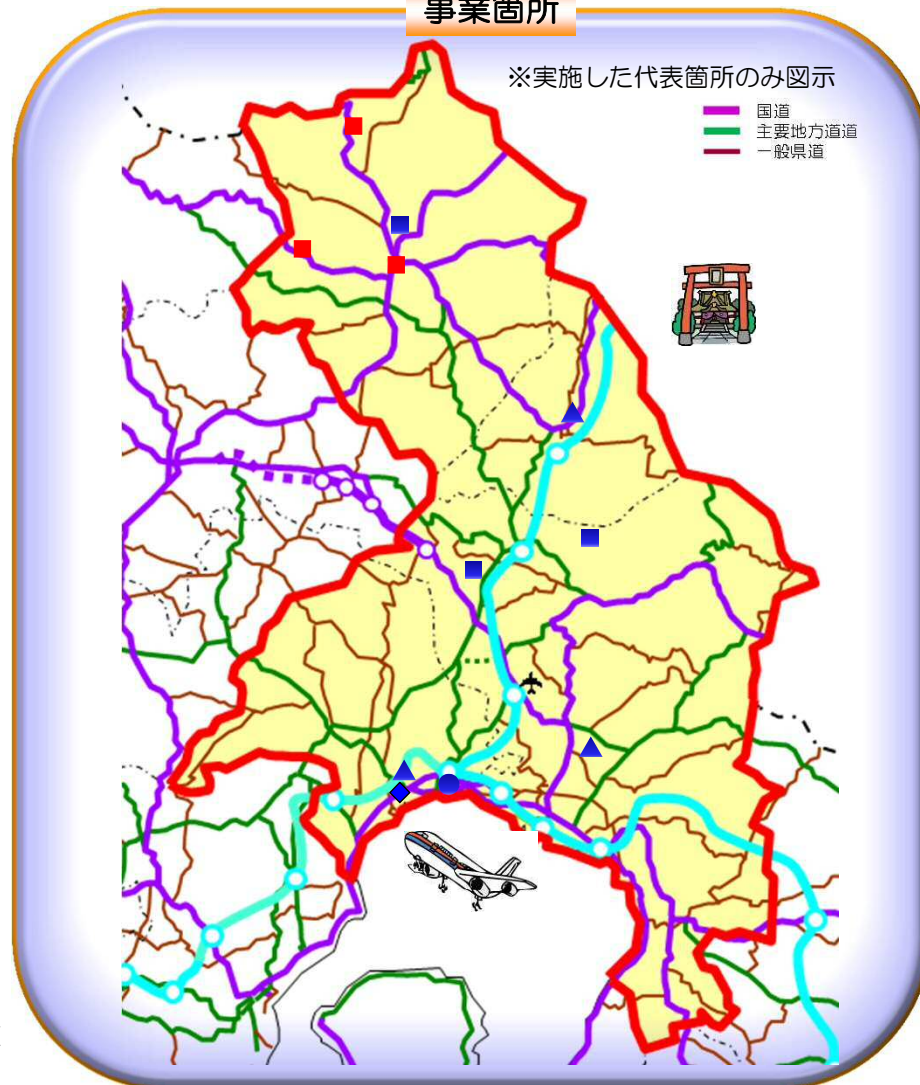 事業箇所
※実施した代表箇所のみ図示
国道
主要地方道道
一般県道